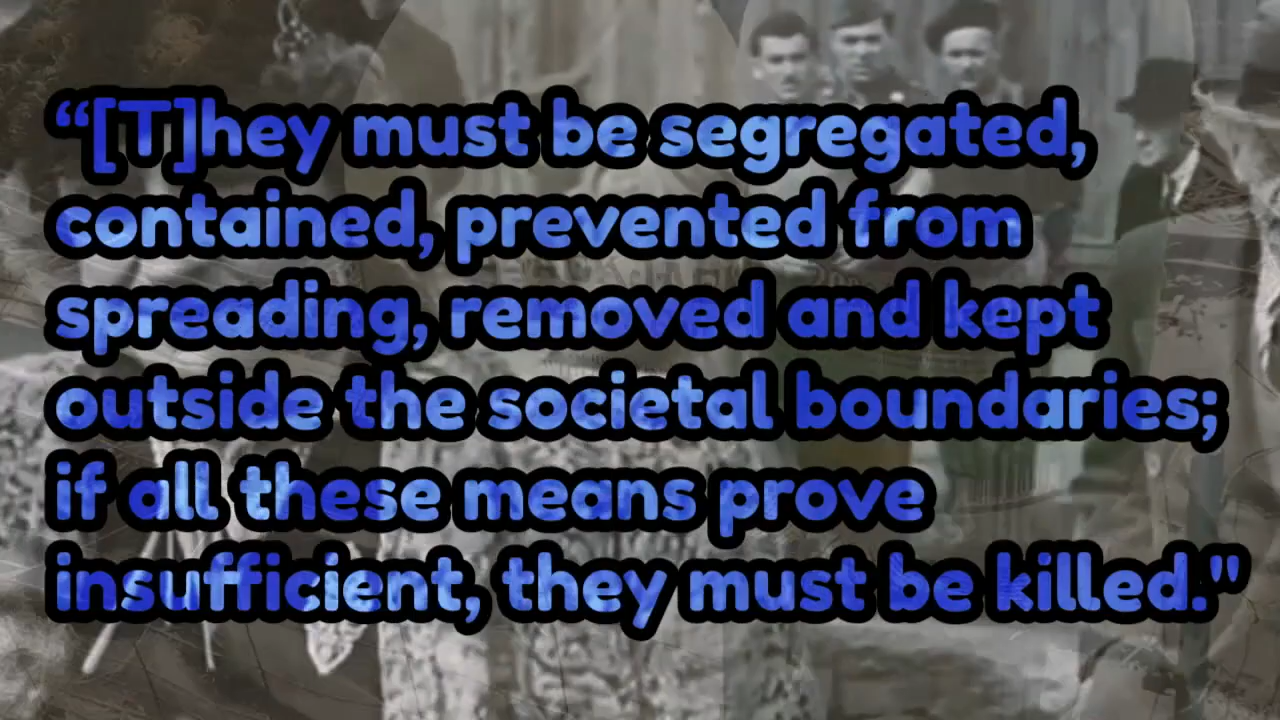 “[T]hey must be segregated,
contained, prevented from
spreading, removed and kept
outside the societal boundaries;
if all these means prove
insufficient, they must be killed."